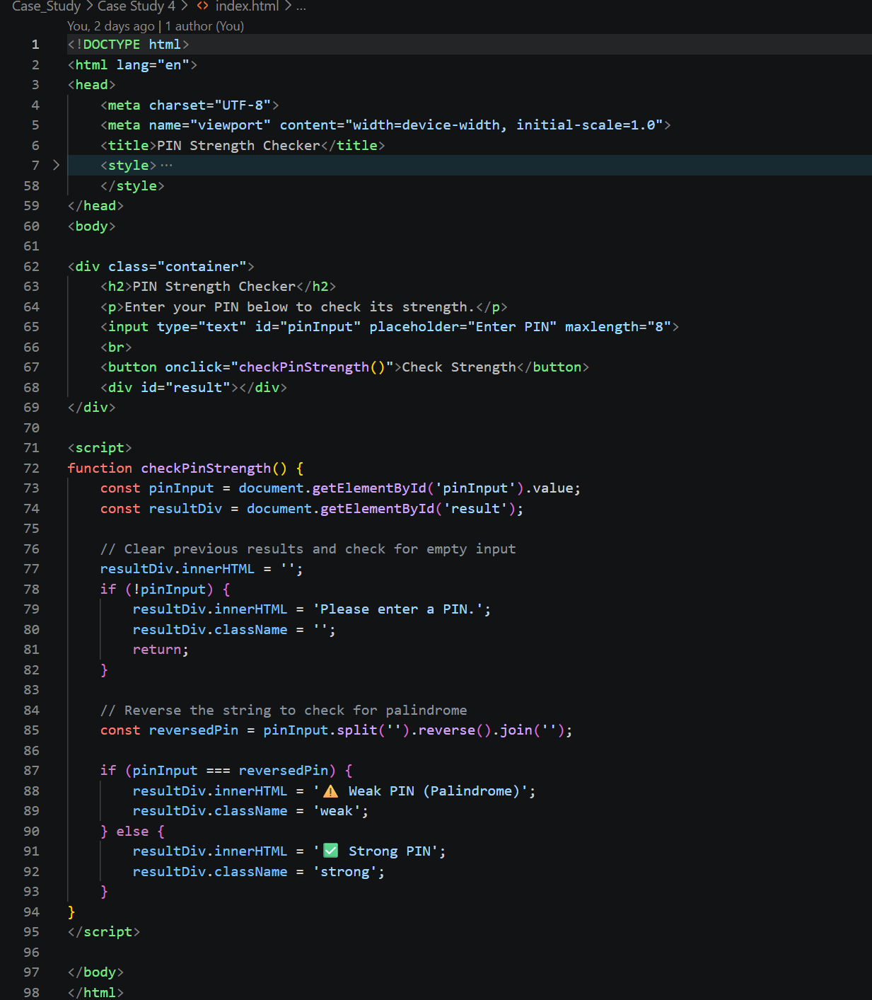 Case_Study > Case Study 4 > <> index.html > ...
You, 2 days ago | 1 author (You)
1 <!DOCTYPE html>
2 <html lang="en">
3 <head>
4     <meta charset="UTF-8">
5     <meta name="viewport" content="width=device-width, initial-scale=1.0">
6     <title>PIN Strength Checker</title>
7 >   <style> ...
58     </style>
59 </head>
60 <body>
61
62 <div class="container">
63     <h2>PIN Strength Checker</h2>
64     <p>Enter your PIN below to check its strength.</p>
65     <input type="text" id="pinInput" placeholder="Enter PIN" maxlength="8">
66     <br>
67     <button onclick="checkPinStrength()">Check Strength</button>
68     <div id="result"></div>
69 </div>
70
71 <script>
72 function checkPinStrength() {
73     const pinInput = document.getElementById('pinInput').value;
74     const resultDiv = document.getElementById('result');
75
76     // Clear previous results and check for empty input
77     resultDiv.innerHTML = '';
78     if (!pinInput) {
79         resultDiv.innerHTML = 'Please enter a PIN.';
80         resultDiv.className = '';
81         return;
82     }
83
84     // Reverse the string to check for palindrome
85     const reversedPin = pinInput.split('').reverse().join('');
86
87     if (pinInput === reversedPin) {
88         resultDiv.innerHTML = '⚠️ Weak PIN (Palindrome)';
89         resultDiv.className = 'weak';
90     } else {
91         resultDiv.innerHTML = '✅ Strong PIN';
92         resultDiv.className = 'strong';
93     }
94 }
95 </script>
96
97 </body>
98 </html>